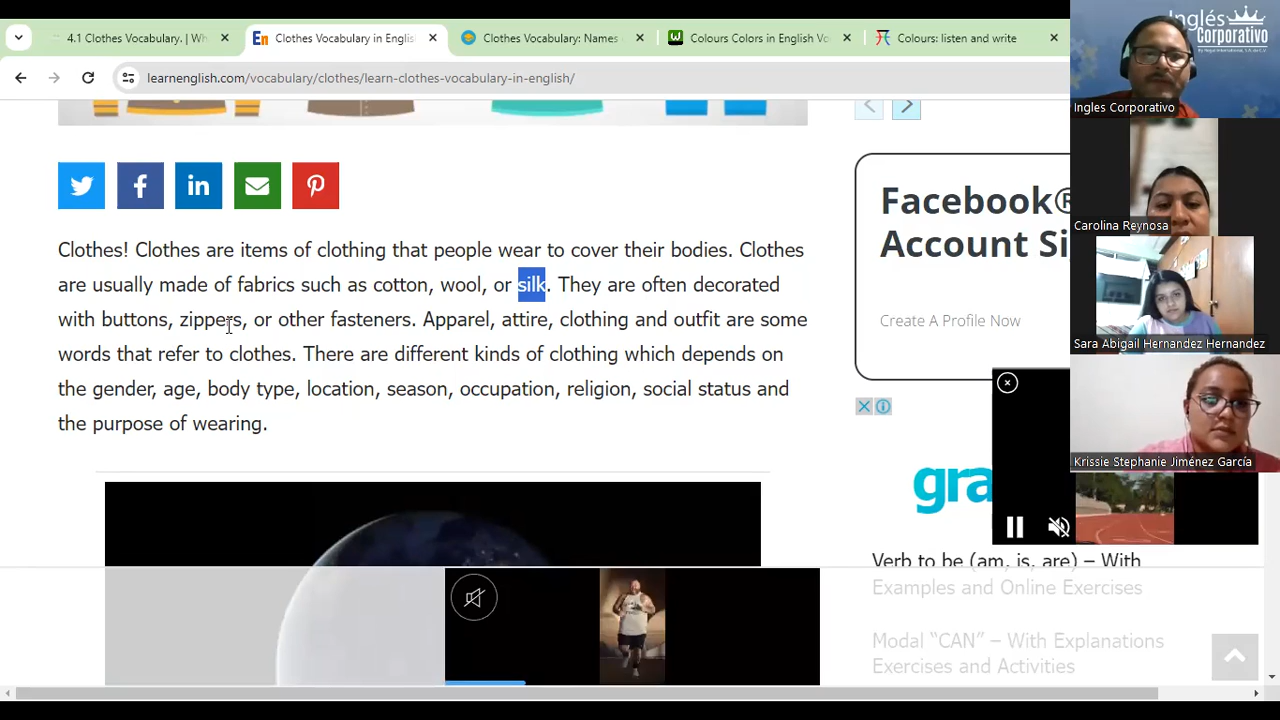 4.1 Clothes Vocabulary. | Wh
Clothes Vocabulary in Englis
Clothes Vocabulary: Names
Colours Colors in English Vo
Colours: listen and write
learnenglish.com/vocabulary/clothes/learn-clothes-vocabulary-in-english/
Clothes! Clothes are items of clothing that people wear to cover their bodies. Clothes
are usually made of fabrics such as cotton, wool, or silk. They are often decorated
with buttons, zippers, or other fasteners. Apparel, attire, clothing and outfit are some
words that refer to clothes. There are different kinds of clothing which depends on
the gender, age, body type, location, season, occupation, religion, social status and
the purpose of wearing.
Facebook®
Account Si
Create A Profile Now
gra
Verb to be (am, is, are) – With
Examples and Online Exercises
Modal “CAN” – With Explanations
Exercises and Activities
Inglés
Corporativo
Ingles Corporativo
Carolina Reynosa
Sara Abigail Hernandez Hernandez
Krissie Stephanie Jiménez García